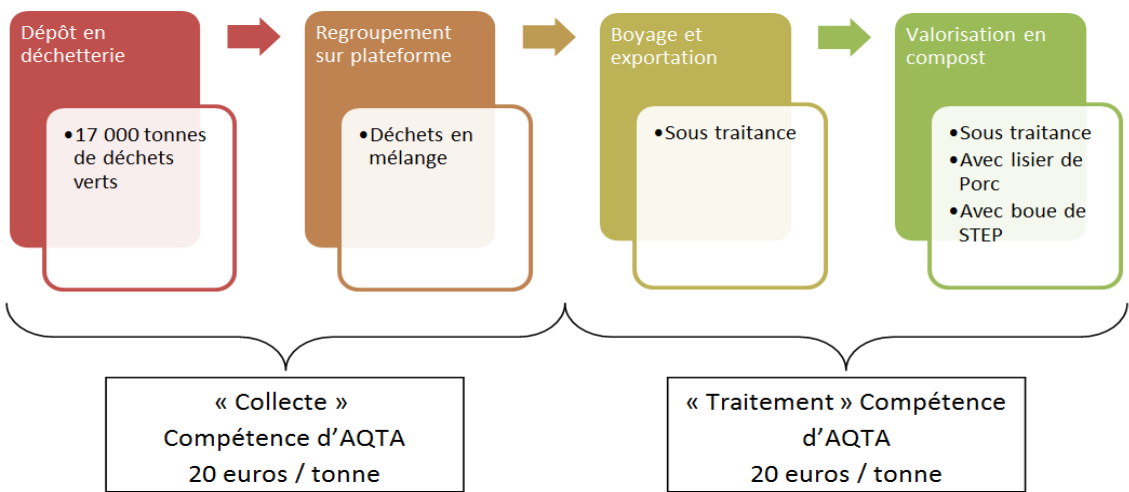 Dépôt en
déchetterie
•17 000 tonnes
de déchets
verts
Regroupement
sur plateforme
•Déchets en
mélange
Boyage et
exportation
•Sous traitance
Valorisation en
compost
•Sous traitance
•Avec lisier de
Porc
•Avec boue de
STEP
« Collecte »
Compétence d’AQTA
20 euros / tonne
« Traitement » Compétence
d’AQTA
20 euros / tonne